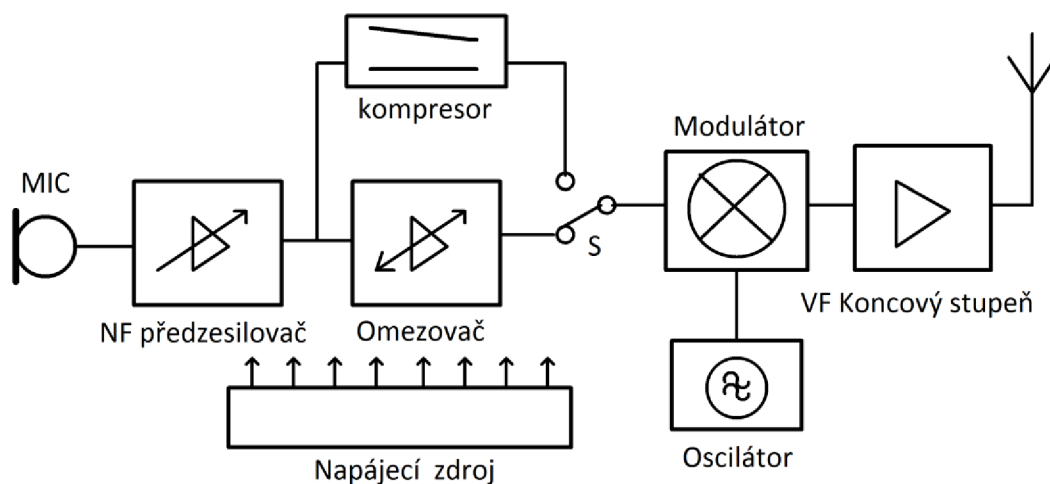 kompresor
Modulátor
MIC
S
NF předzesilovač
Omezovač
VF Koncový stupeň
Napájecí zdroj
Oscilátor